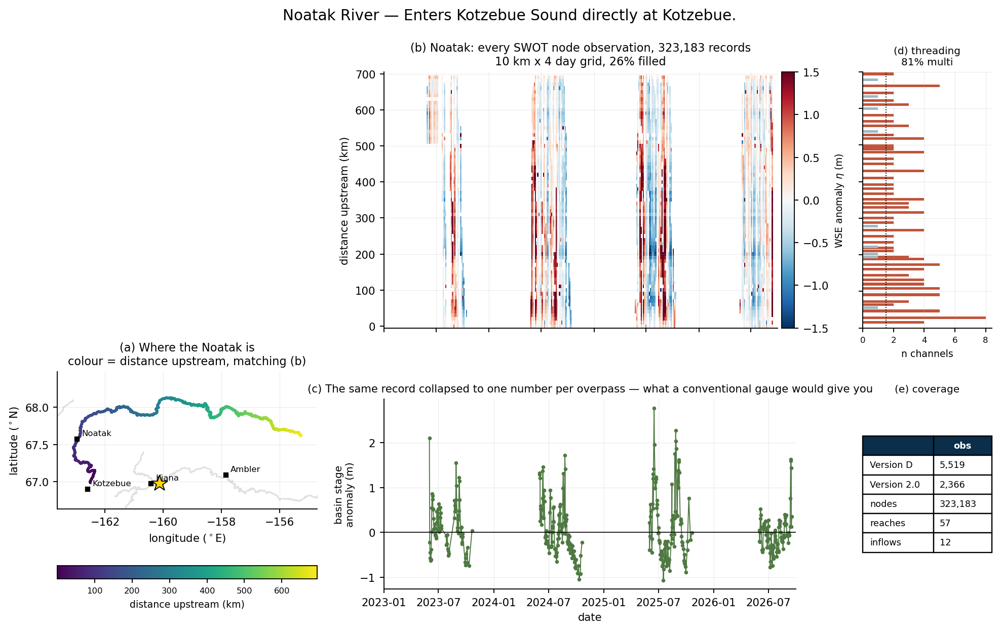 Noatak River — Enters Kotzebue Sound directly at Kotzebue.
(b) Noatak: every SWOT node observation, 323,183 records
10 km x 4 day grid, 26% filled
distance upstream (km)
700
600
500
400
300
200
100
0
1.5
1.0
0.5
0.0
−0.5
−1.0
−1.5
WSE anomaly η (m)
(d) threading
81% multi
0 2 4 6 8
n channels
(a) Where the Noatak is
colour = distance upstream, matching (b)
latitude (°N)
68.0
67.5
67.0
Noatak
Kotzebue
Kiana
Ambler
−162 −160 −158 −156
longitude (°E)
100 200 300 400 500 600
distance upstream (km)
(c) The same record collapsed to one number per overpass — what a conventional gauge would give you
basin stage
anomaly (m)
2
1
0
−1
2023-01 2023-07 2024-01 2024-07 2025-01 2025-07 2026-01 2026-07
date
(e) coverage
obs
Version D 5,519
Version 2.0 2,366
nodes 323,183
reaches 57
inflows 12